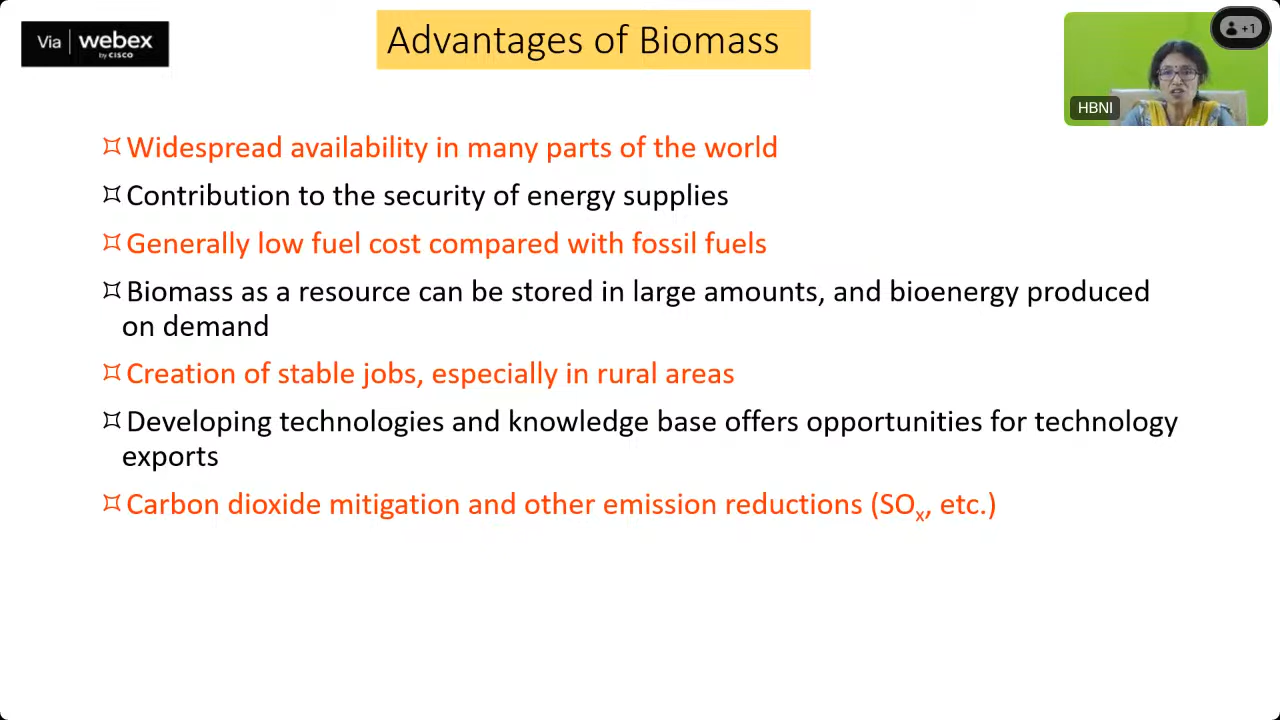 Via webex
by CISCO
Advantages of Biomass
+1
HBNI
Widespread availability in many parts of the world
Contribution to the security of energy supplies
Generally low fuel cost compared with fossil fuels
Biomass as a resource can be stored in large amounts, and bioenergy produced
on demand
Creation of stable jobs, especially in rural areas
Developing technologies and knowledge base offers opportunities for technology
exports
Carbon dioxide mitigation and other emission reductions (SOx, etc.)